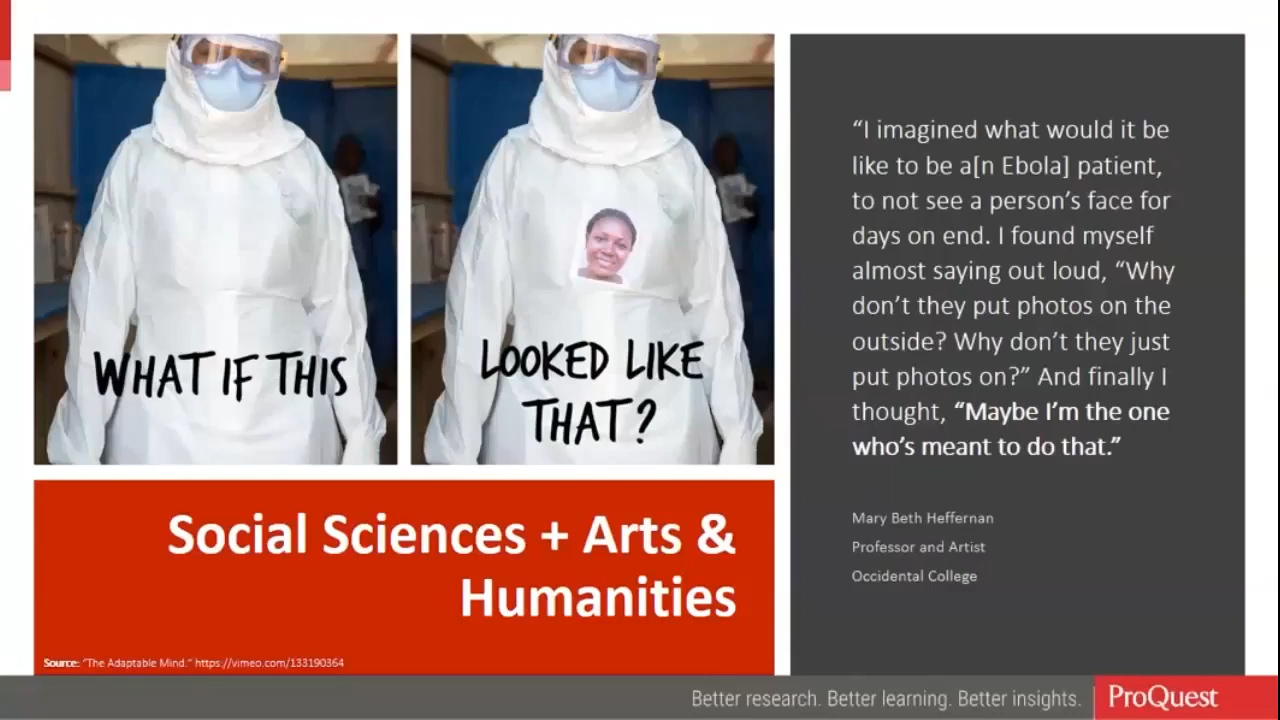 WHAT IF THIS
LOOKED LIKE
THAT?
“I imagined what would it be
like to be a[n Ebola] patient,
to not see a person’s face for
days on end. I found myself
almost saying out loud, “Why
don’t they put photos on the
outside? Why don’t they just
put photos on?” And finally I
thought, “Maybe I’m the one
who’s meant to do that.”
Mary Beth Heffernan
Professor and Artist
Occidental College
Social Sciences + Arts &
Humanities
Source: “The Adaptable Mind.” https://vimeo.com/133190364
Better research. Better learning. Better insights.
ProQuest